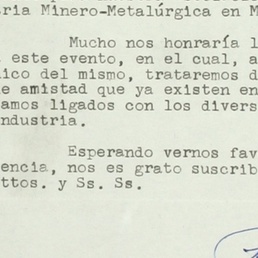 ria Minero-Metalúrgica en M
Mucho nos honraría l
este evento, en el cual, a
ico del mismo, trataremos d
e amistad que ya existen en
amos ligados con los divers
ndustria.
Esperando vernos fav
encia, nos es grato suscrib
ttos. y Ss. Ss.